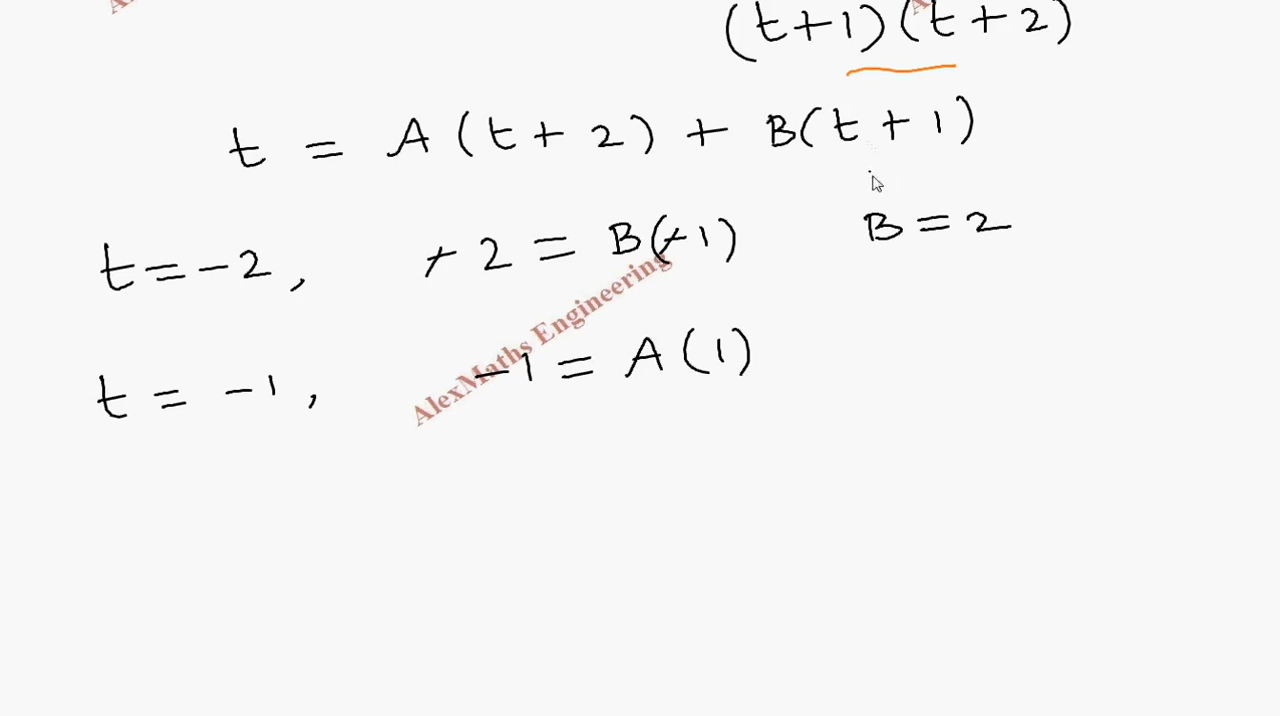 (t+1)(t+2)
t = A(t+2) + B(t+1)
t=-2, -2 = B(-1) B=2
t = -1, -1 = A(1)
AlexMaths Engineering